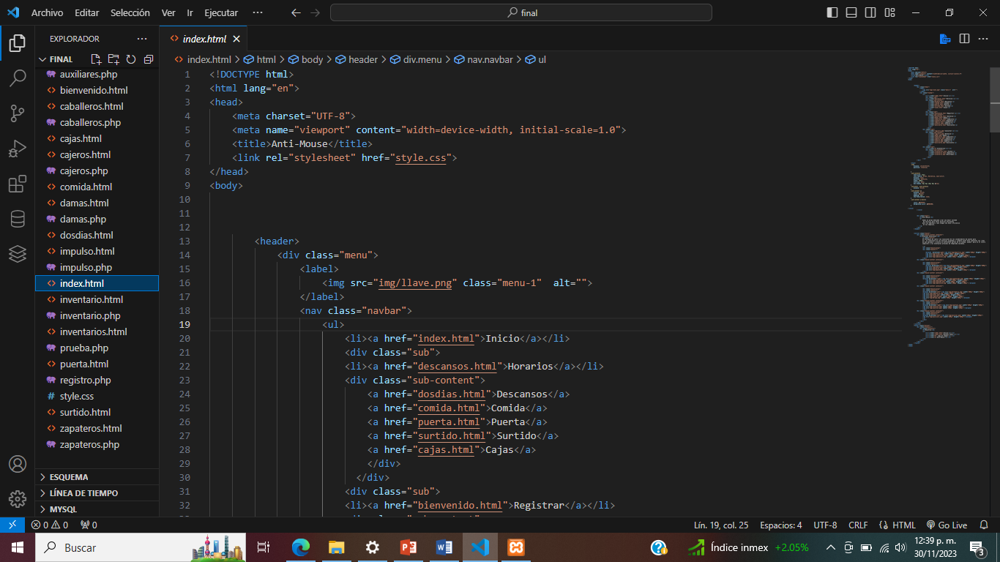 Archivo Editar Selección Ver Ir Ejecutar ···
final
EXPLORADOR ···
FINAL
auxiliares.php
bienvenido.html
caballeros.html
caballeros.php
cajas.html
cajeros.html
cajeros.php
comida.html
damas.html
damas.php
dosdias.html
impulso.html
impulso.php
index.html
inventario.html
inventario.php
inventarios.html
prueba.php
puerta.html
registro.php
style.css
surtido.html
zapateros.html
zapateros.php
ESQUEMA
LÍNEA DE TIEMPO
MYSQL
index.html
index.html > html > body > header > div.menu > nav.navbar > ul
1 <!DOCTYPE html>
2 <html lang="en">
3 <head>
4 <meta charset="UTF-8">
5 <meta name="viewport" content="width=device-width, initial-scale=1.0">
6 <title>Anti-Mouse</title>
7 <link rel="stylesheet" href="style.css">
8 </head>
9 <body>
10
11
12
13 <header>
14 <div class="menu">
15 <label>
16 <img src="img/llave.png" class="menu-1"  alt="">
17 </label>
18 <nav class="navbar">
19 <ul>
20 <li><a href="index.html">Inicio</a></li>
21 <div class="sub">
22 <li><a href="descansos.html">Horarios</a></li>
23 <div class="sub-content">
24 <a href="dosdias.html">Descansos</a>
25 <a href="comida.html">Comida</a>
26 <a href="puerta.html">Puerta</a>
27 <a href="surtido.html">Surtido</a>
28 <a href="cajas.html">Cajas</a>
29 </div>
30 </div>
31 <div class="sub">
32 <li><a href="bienvenido.html">Registrar</a></li>
0 0 0
Lín. 19, col. 25 Espacios: 4 UTF-8 CRLF HTML Go Live
Buscar
Índice inmex +2.05%
12:39 p. m.
30/11/2023
3